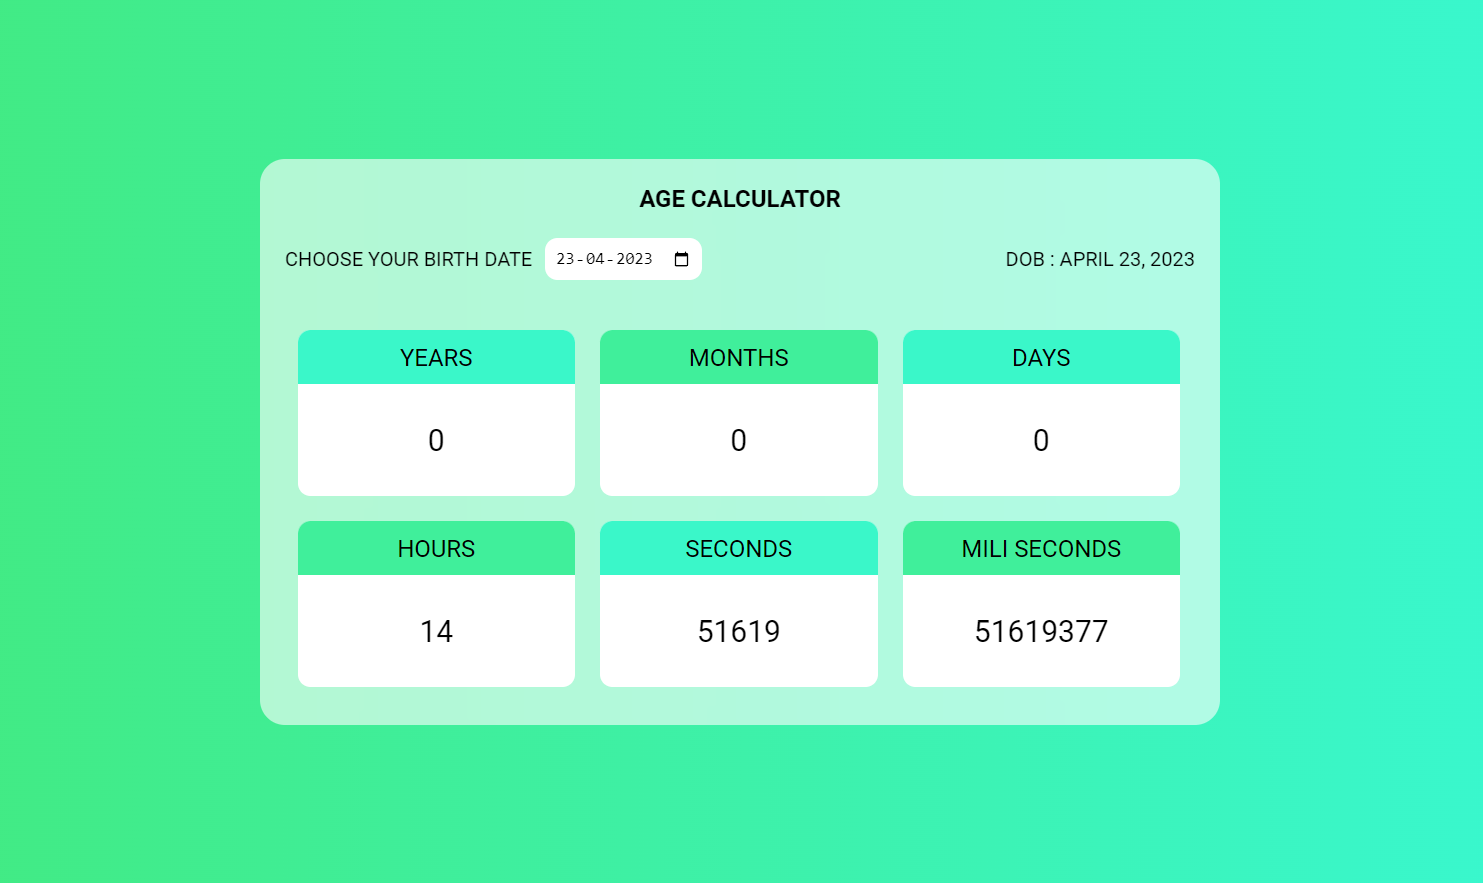 AGE CALCULATOR
CHOOSE YOUR BIRTH DATE 23-04-2023 DOB : APRIL 23, 2023
YEARS MONTHS DAYS
0 0 0
HOURS SECONDS MILI SECONDS
14 51619 51619377